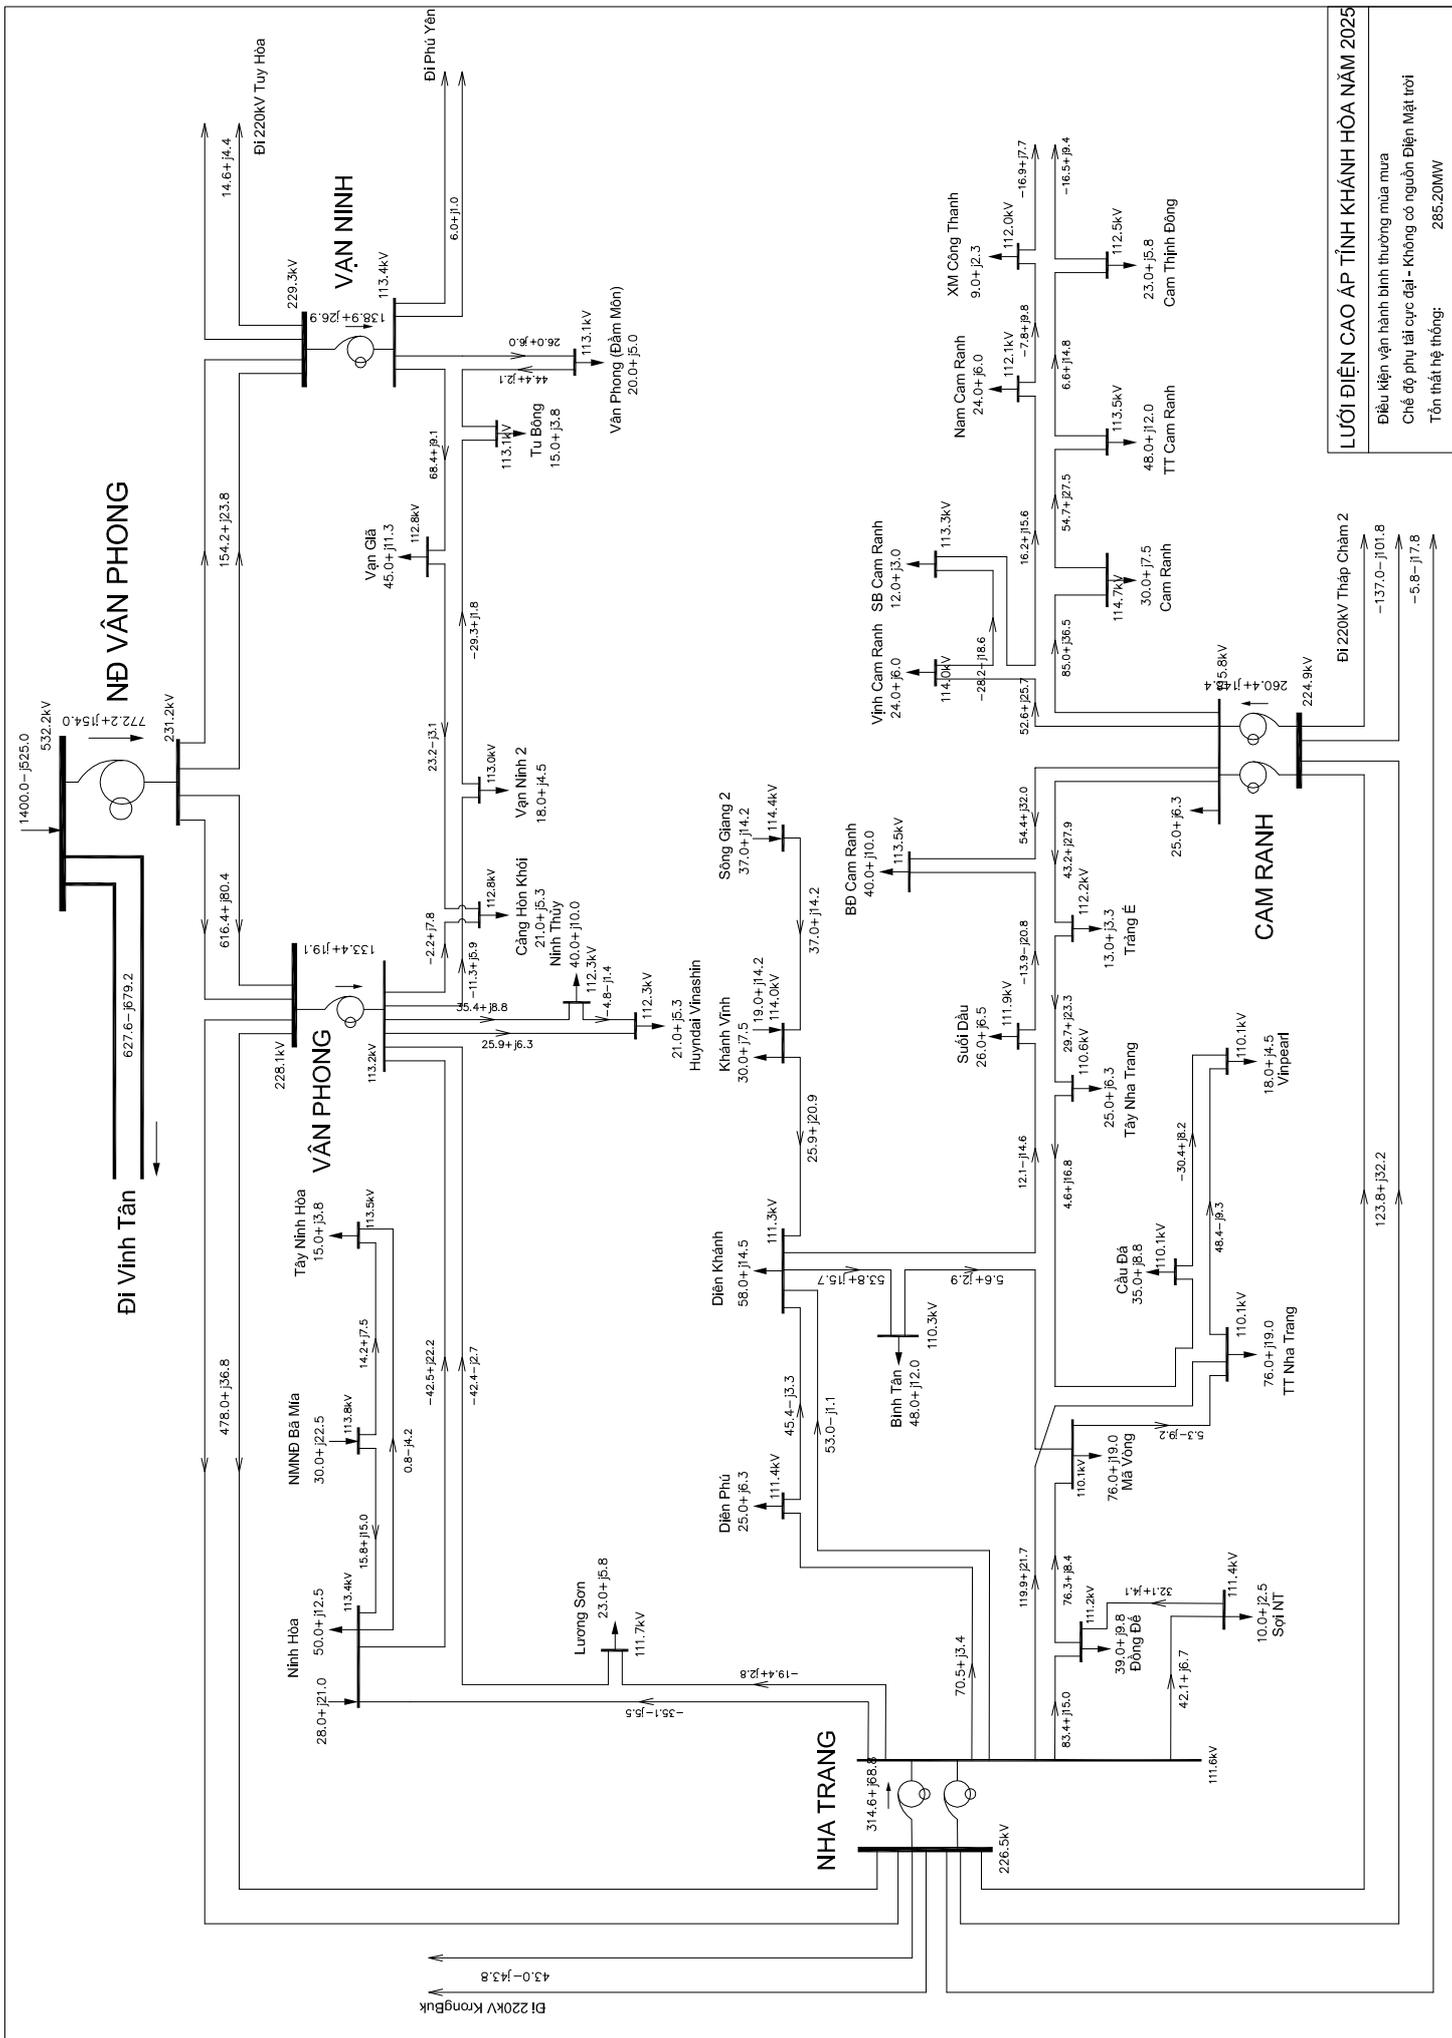 LƯỚI ĐIỆN CAO ÁP TỈNH KHÁNH HÒA NĂM 2025
Điều kiện vận hành bình thường mùa mưa
Chế độ phụ tải cực đại - Không có nguồn Điện Mặt trời
Tổn thất hệ thống: 285.20MW
1400.0-j525.0
532.2kV
NĐ VÂN PHONG
772.2+j154.0
231.2kV
Đi Vĩnh Tân
627.6-j679.2
616.4+j80.4
154.2+j23.8
14.6+j4.4
Đi 220kV Tuy Hòa
229.3kV
VẠN NINH
138.9+j26.9
113.4kV
Đi Phú Yên
6.0+j1.0
26.0+j6.0
44.4+j2.1
113.1kV
Vân Phong (Đầm Môn)
20.0+j5.0
68.4+j9.1
113.1kV
Tu Bông
15.0+j3.8
Vạn Giã
45.0+j11.3
112.8kV
-29.3+j1.8
23.2-j3.1
113.0kV
Vạn Ninh 2
18.0+j4.5
478.0+j36.8
228.1kV
VÂN PHONG
133.4+j19.1
113.2kV
-2.2+j7.8
-11.3+j5.9
112.8kV
Cảng Hòn Khói
21.0+j5.3
Ninh Thủy
40.0+j10.0
112.3kV
35.4+j8.8
-4.8-j1.4
25.9+j6.3
112.3kV
21.0+j5.3
Huyndai Vinashin
Tây Ninh Hòa
15.0+j3.8
113.5kV
14.2+j7.5
NMNĐ Bã Mía
30.0+j22.5
113.8kV
0.8-j4.2
15.8+j15.0
-42.5+j22.2
-42.4-j2.7
Ninh Hòa
50.0+j12.5
113.4kV
28.0+j21.0
Lương Sơn
23.0+j5.8
111.7kV
-19.4+j2.8
-35.1-j5.5
Sông Giang 2
37.0+j14.2
114.4kV
37.0+j14.2
19.0+j14.2
Khánh Vĩnh
30.0+j7.5
114.0kV
25.9+j20.9
Diên Khánh
58.0+j14.5
111.3kV
53.8+j15.7
5.6+j2.9
110.3kV
Bình Tân
48.0+j12.0
45.4-j3.3
53.0-j1.1
Diên Phú
25.0+j6.3
111.4kV
70.5+j3.4
NHA TRANG
314.6+j68.8
226.5kV
111.6kV
43.0-j43.8
Đi 220kV KrongBuk
119.9+j21.7
83.4+j15.0
42.1+j6.7
111.2kV
39.0+j9.8
Đồng Đế
76.3+j8.4
32.1+j4.1
111.4kV
10.0+j2.5
Sợi NT
110.1kV
76.0+j19.0
Mã Vòng
5.3-j9.2
110.1kV
76.0+j19.0
TT Nha Trang
Cầu Đá
35.0+j8.8
110.1kV
48.4-j9.3
-30.4+j8.2
110.1kV
18.0+j4.5
Vinpearl
4.6+j16.8
12.1-j14.6
110.6kV
25.0+j6.3
Tây Nha Trang
29.7+j23.3
Suối Dầu
26.0+j6.5
111.9kV
-13.9-j20.8
112.2kV
13.0+j3.3
Trảng É
43.2+j27.9
54.4+j32.0
BĐ Cam Ranh
40.0+j10.0
113.5kV
25.0+j6.3
CAM RANH
224.9kV
52.6+j25.7
85.0+j36.5
Vịnh Cam Ranh
24.0+j6.0
114.0kV
-28.2-j18.6
SB Cam Ranh
12.0+j3.0
113.3kV
16.2+j15.6
114.7kV
30.0+j7.5
Cam Ranh
54.7+j27.5
113.5kV
48.0+j12.0
TT Cam Ranh
Nam Cam Ranh
24.0+j6.0
112.1kV
-7.8+j9.8
6.6+j14.8
XM Công Thanh
9.0+j2.3
112.0kV
112.5kV
23.0+j5.8
Cam Thịnh Đông
-16.9+j7.7
-16.5+j9.4
Đi 220kV Tháp Chàm 2
-137.0-j101.8
-5.8-j17.8
123.8+j32.2